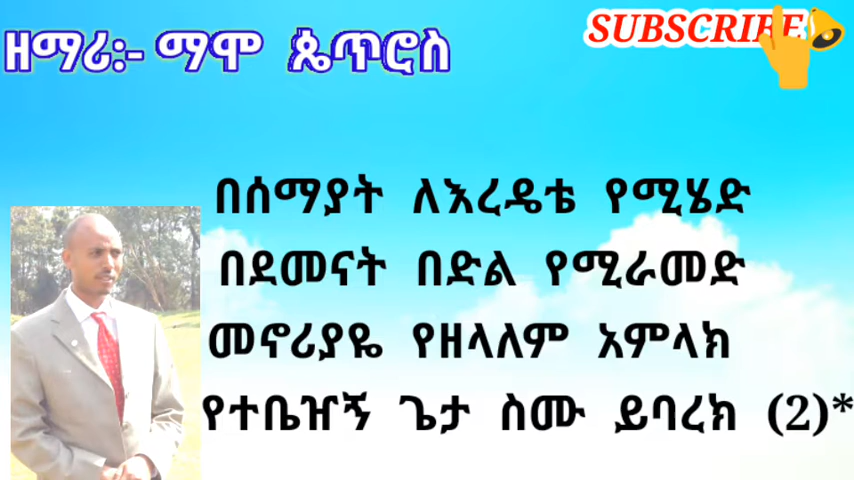 ዘማሪ:- ማሞ ጴጥሮስ
SUBSCRIBE
በሰማያት ለእረዴቴ የሚሄድ
በደመናት በድል የሚራመድ
መኖሪያዬ የዘላለም አምላክ
የተቤዠኝ ጌታ ስሙ ይባረክ (2)*